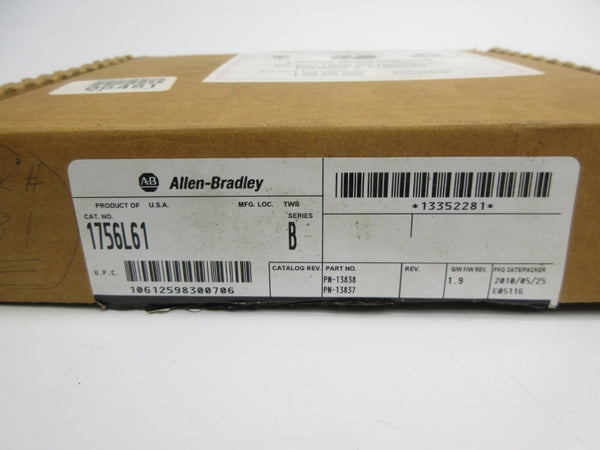 AB Allen-Bradley
PRODUCT OF U.S.A. MFG. LOC. TWB
CAT. NO. SERIES
1756L61 B
U.P.C.
10612598300706
*13352281*
CATALOG REV. PART NO. REV. S/W F/W REV. PKG DATE/PACKER
PN-13838 1.9 2010/05/25
PN-13837 E05116